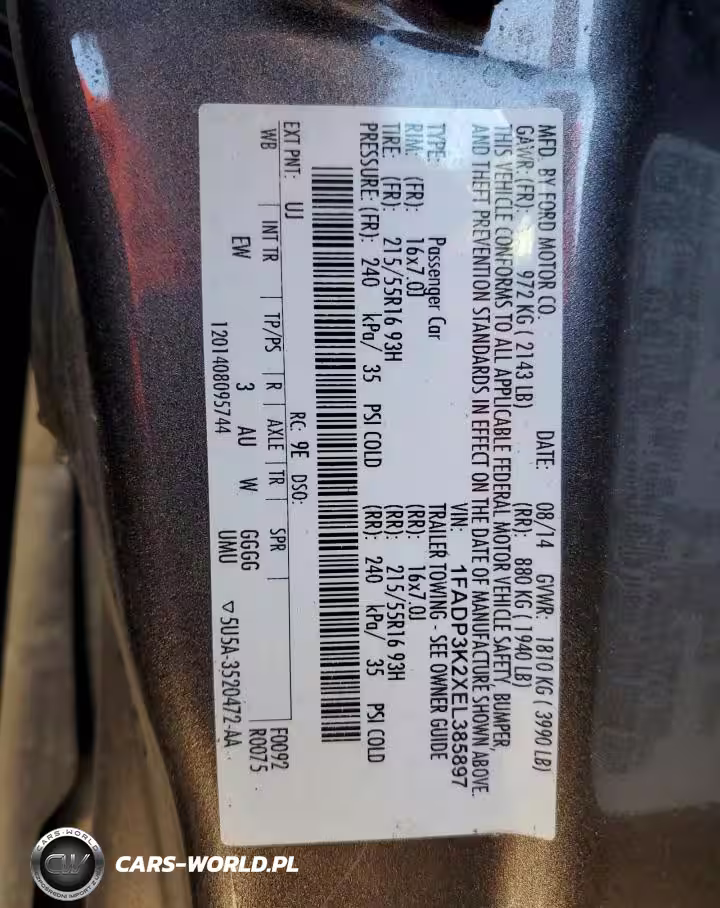 MFD. BY FORD MOTOR CO. DATE: 08/14 GVWR: 1810 KG ( 3990 LB)
GAWR: (FR) 972 KG ( 2143 LB) (RR): 880 KG ( 1940 LB)
THIS VEHICLE CONFORMS TO ALL APPLICABLE FEDERAL MOTOR VEHICLE SAFETY, BUMPER,
AND THEFT PREVENTION STANDARDS IN EFFECT ON THE DATE OF MANUFACTURE SHOWN ABOVE.
VIN: 1FADP3K2XEL385897
TYPE: Passenger Car TRAILER TOWING - SEE OWNER GUIDE
RIM: (FR): 16x7.0J (RR): 16x7.0J
TIRE: (FR): 215/55R16 93H (RR): 215/55R16 93H
PRESSURE: (FR): 240 kPa/ 35 PSI COLD (RR): 240 kPa/ 35 PSI COLD
EXT PNT: UJ RC: 9E DSO: F0092
WB INT TR TP/PS R AXLE TR SPR R0075
EW 3 AU W GGGG
1201408095744 UMU ▽5U5A-3520472-AA
CARS-WORLD
CW
CARS-WORLD.PL